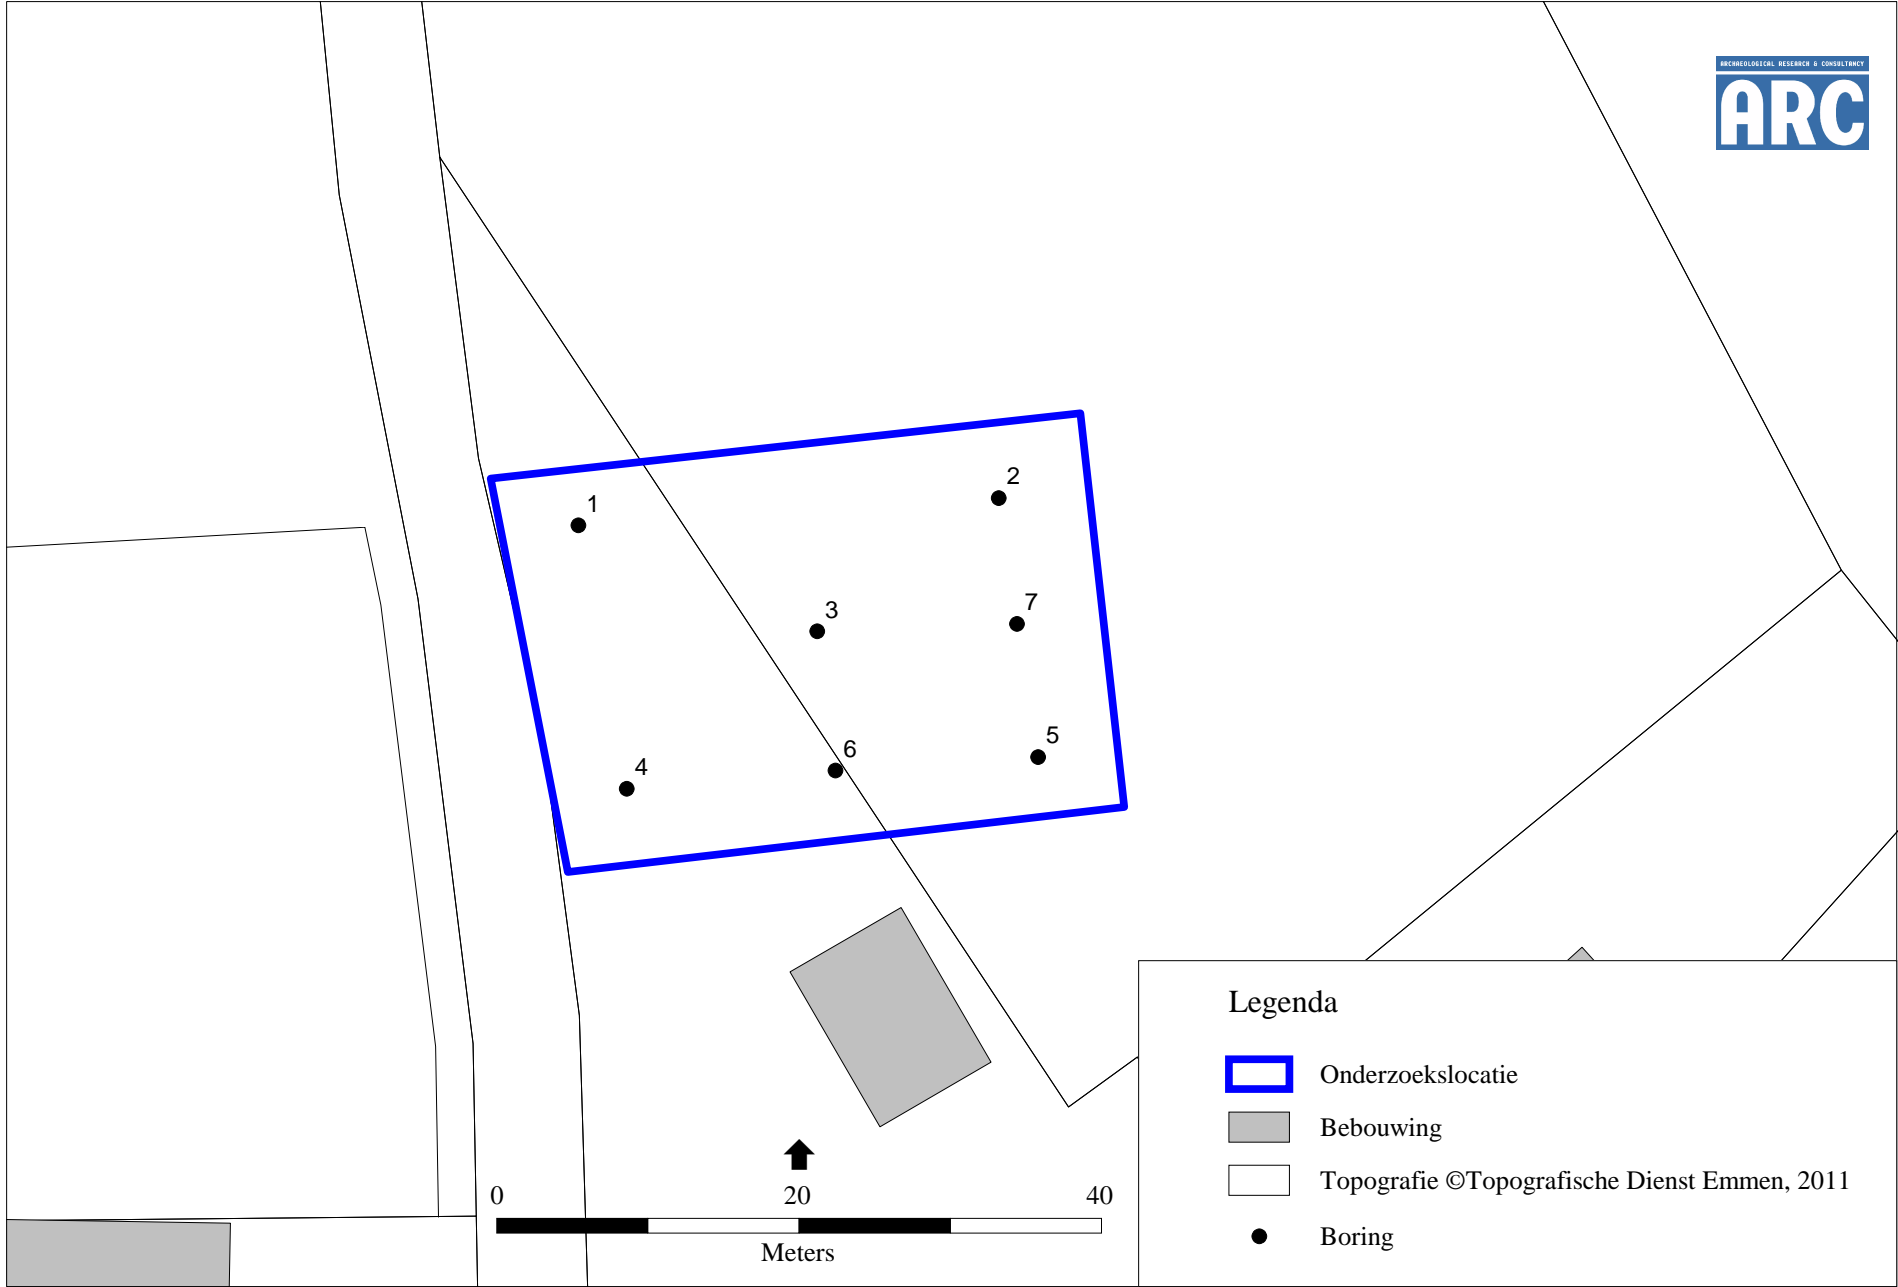 ARCHAEOLOGICAL RESEARCH & CONSULTANCY
ARC
1
2
3
7
4
6
5
0 20 40
Meters
Legenda
Onderzoekslocatie
Bebouwing
Topografie ©Topografische Dienst Emmen, 2011
Boring